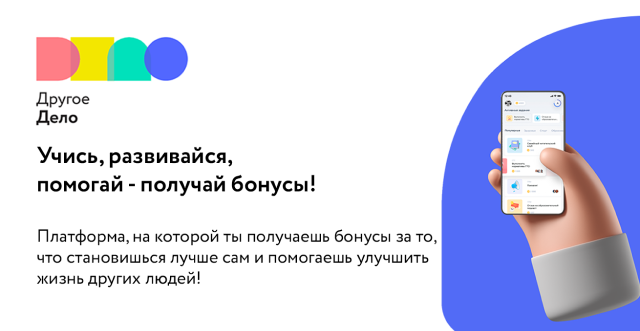 Другое
Дело
Учись, развивайся,
помогай - получай бонусы!
Платформа, на которой ты получаешь бонусы за то,
что становишься лучше сам и помогаешь улучшить
жизнь других людей!